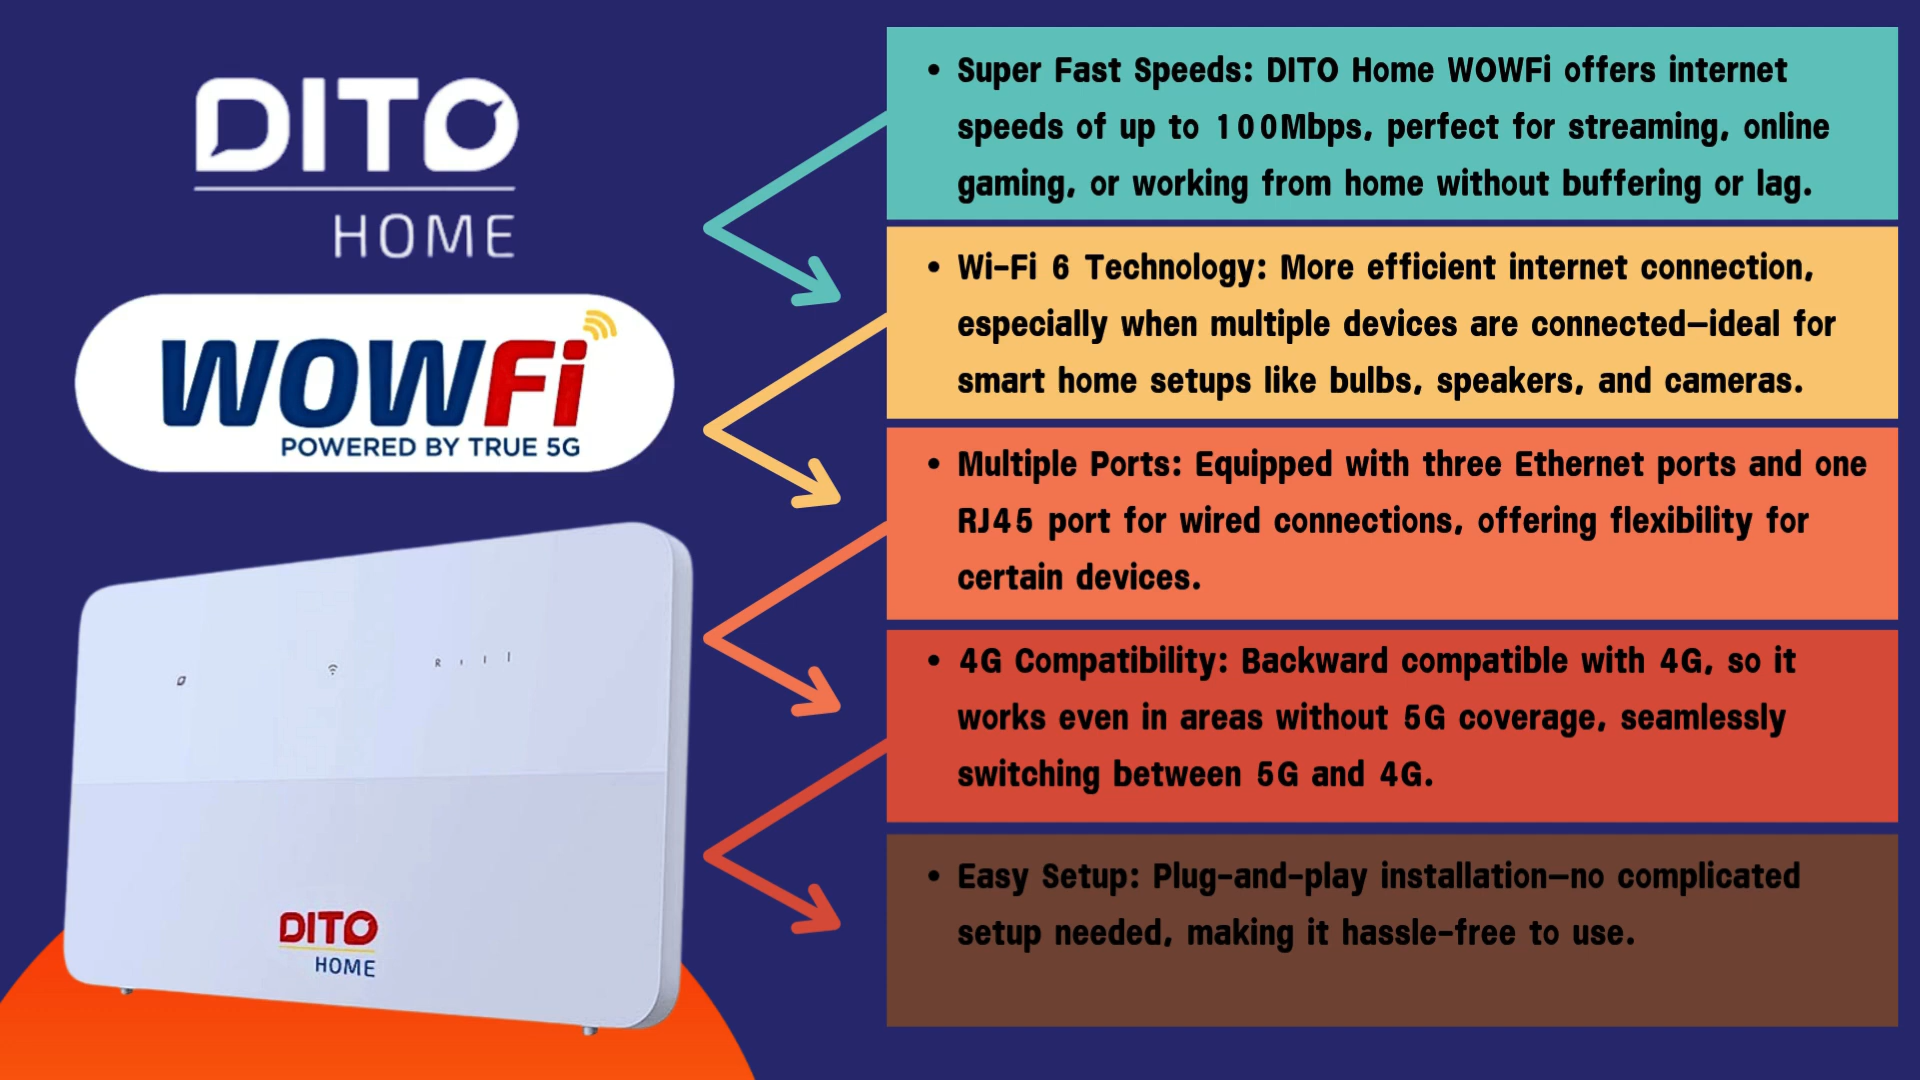 DITO
HOME
WOWFi
POWERED BY TRUE 5G
R
DITO
HOME
• Super Fast Speeds: DITO Home WOWFi offers internet
speeds of up to 100Mbps, perfect for streaming, online
gaming, or working from home without buffering or lag.
• Wi-Fi 6 Technology: More efficient internet connection,
especially when multiple devices are connected—ideal for
smart home setups like bulbs, speakers, and cameras.
• Multiple Ports: Equipped with three Ethernet ports and one
RJ45 port for wired connections, offering flexibility for
certain devices.
• 4G Compatibility: Backward compatible with 4G, so it
works even in areas without 5G coverage, seamlessly
switching between 5G and 4G.
• Easy Setup: Plug-and-play installation—no complicated
setup needed, making it hassle-free to use.